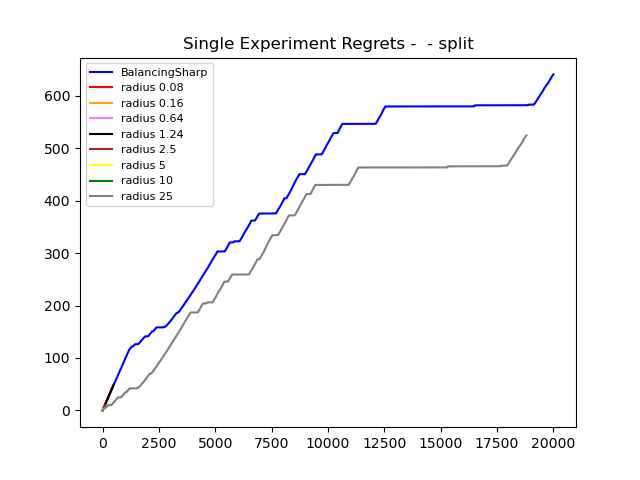 Single Experiment Regrets -  - split
BalancingSharp
radius 0.08
radius 0.16
radius 0.64
radius 1.24
radius 2.5
radius 5
radius 10
radius 25
600
500
400
300
200
100
0
0 2500 5000 7500 10000 12500 15000 17500 20000